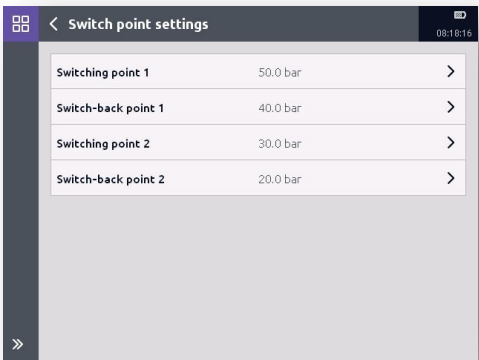 Switch point settings
08:18:16
Switching point 1 50.0 bar
Switch-back point 1 40.0 bar
Switching point 2 30.0 bar
Switch-back point 2 20.0 bar